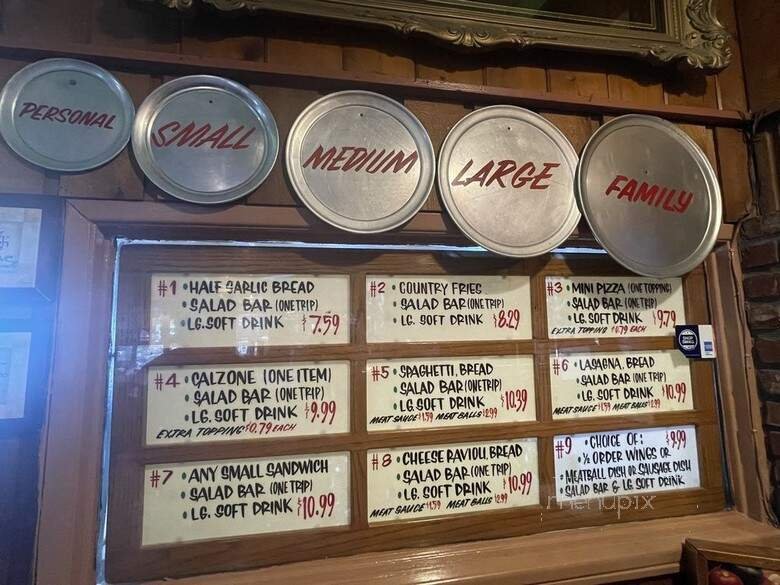 PERSONAL
SMALL
MEDIUM
LARGE
FAMILY
#1 • HALF GARLIC BREAD
• SALAD BAR (ONE TRIP)
• LG. SOFT DRINK $7.59
#2 • COUNTRY FRIES
• SALAD BAR (ONE TRIP)
• LG. SOFT DRINK $8.29
#3 • MINI PIZZA (ONE TOPPING)
• SALAD BAR (ONE TRIP)
• LG. SOFT DRINK $9.79
EXTRA TOPPING $0.79 EACH
#4 • CALZONE (ONE ITEM)
• SALAD BAR (ONE TRIP)
• LG. SOFT DRINK $9.99
EXTRA TOPPING $0.79 EACH
#5 • SPAGHETTI, BREAD
• SALAD BAR (ONE TRIP)
• LG. SOFT DRINK $10.39
MEAT SAUCE $1.59 MEAT BALLS $2.99
#6 • LASAGNA, BREAD
• SALAD BAR (ONE TRIP)
• LG. SOFT DRINK $10.99
MEAT SAUCE $1.59 MEAT BALLS $2.99
#7 • ANY SMALL SANDWICH
• SALAD BAR (ONE TRIP)
• LG. SOFT DRINK $10.99
#8 • CHEESE RAVIOLI, BREAD
• SALAD BAR (ONE TRIP)
• LG. SOFT DRINK $10.99
MEAT SAUCE $1.59 MEAT BALLS $2.99
#9 • CHOICE OF: $9.99
• ½ ORDER WINGS OR
• MEATBALL DISH OR SAUSAGE DISH
• SALAD BAR & LG SOFT DRINK
SHOP SMALL
menupix